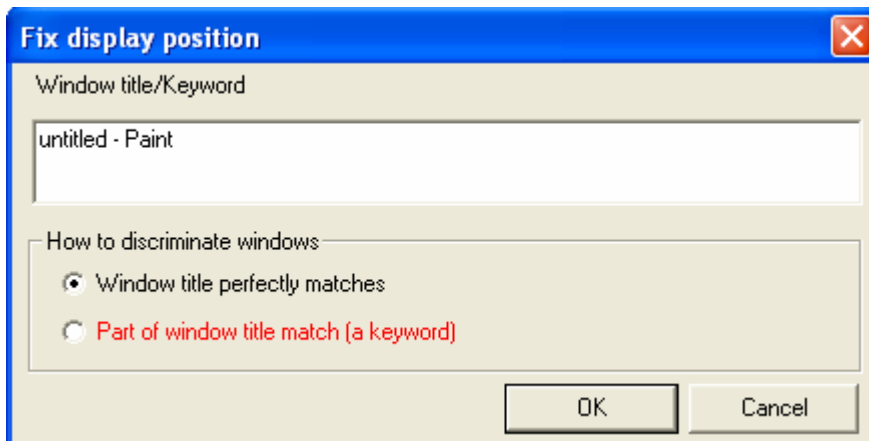 Fix display position
Window title/Keyword
untitled - Paint
How to discriminate windows
Window title perfectly matches
Part of window title match (a keyword)
OK Cancel